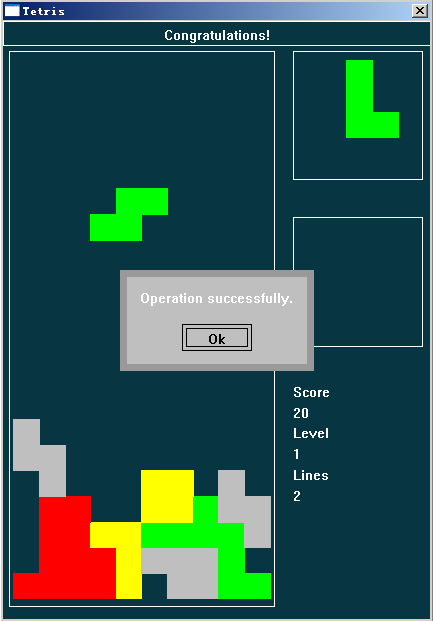 Tetris
Congratulations!
Operation successfully.
Ok
Score
20
Level
1
Lines
2